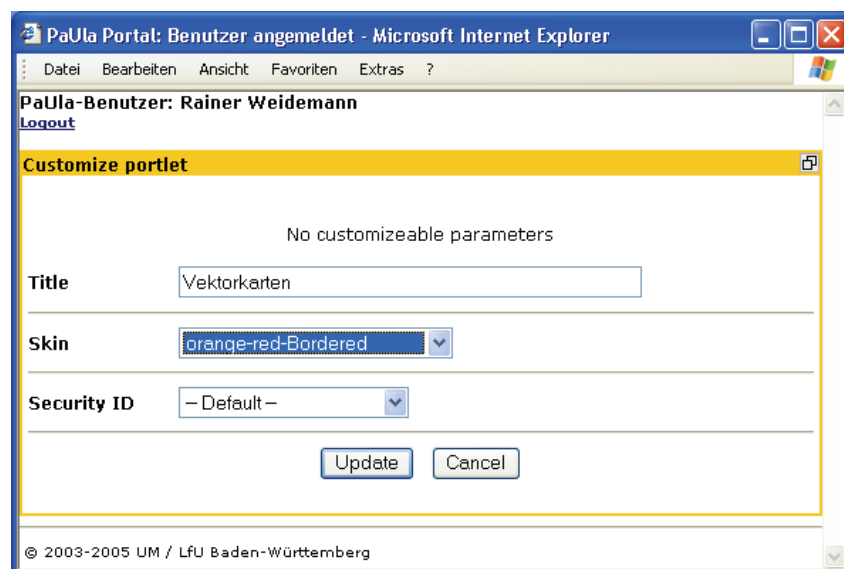 PaUla Portal: Benutzer angemeldet - Microsoft Internet Explorer
Datei Bearbeiten Ansicht Favoriten Extras ?
PaUla-Benutzer: Rainer Weidemann
Logout
Customize portlet
No customizeable parameters
Title Vektorkarten
Skin orange-red-Bordered
Security ID – Default –
Update Cancel
© 2003-2005 UM / LfU Baden-Württemberg